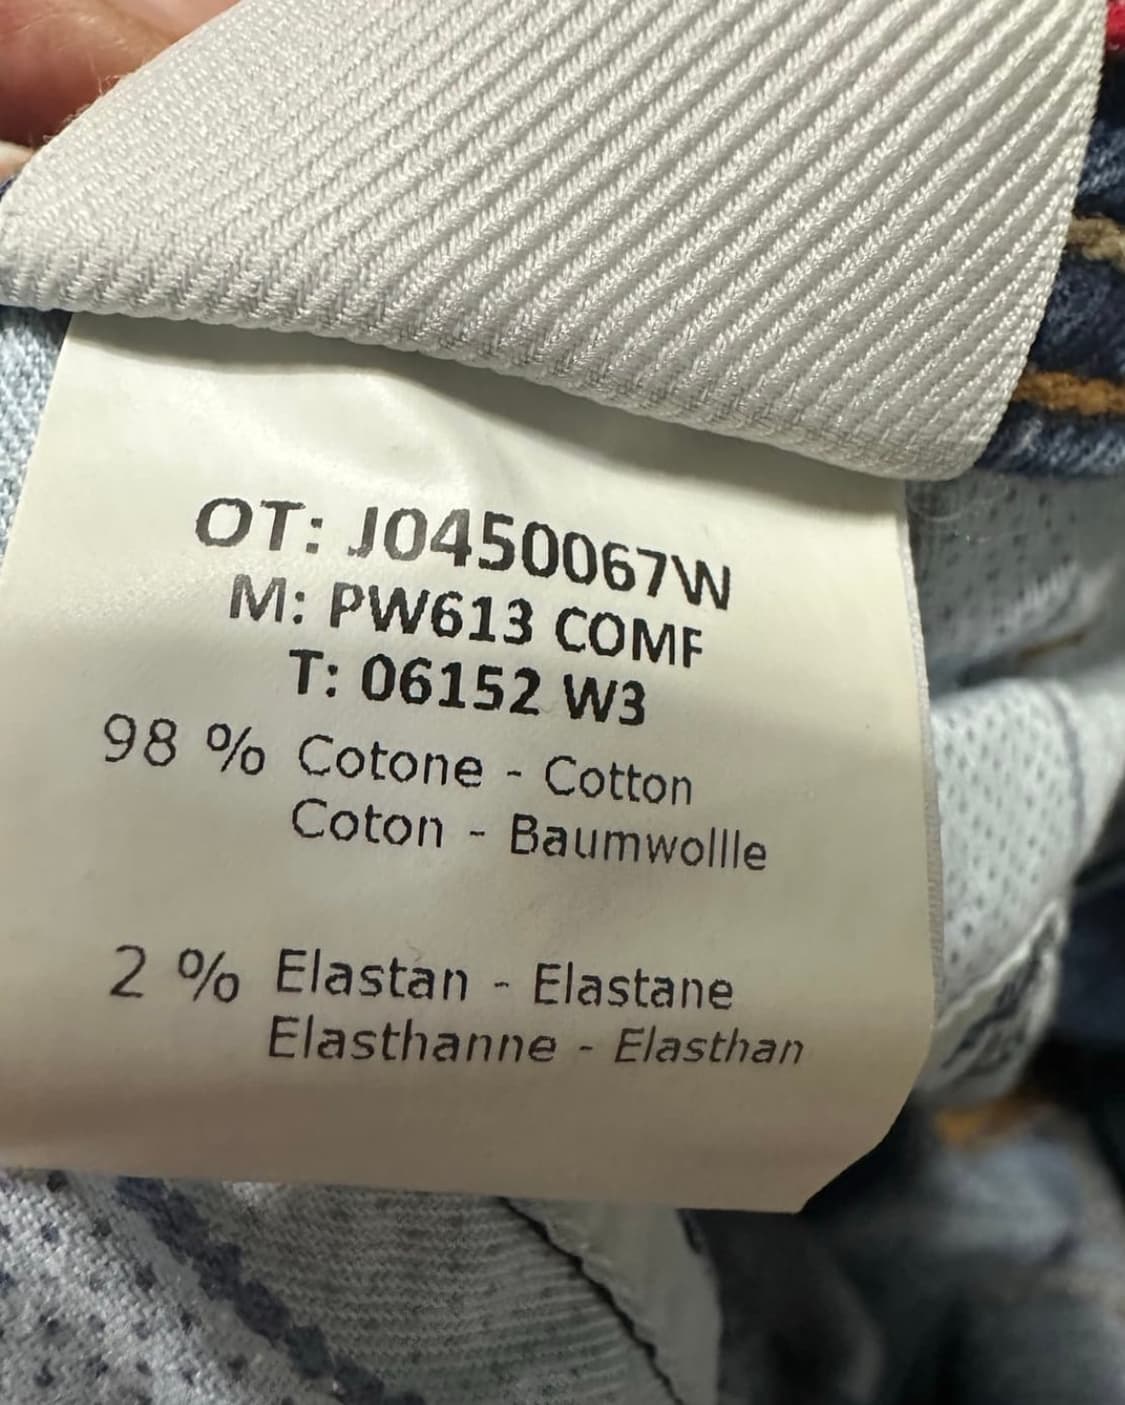 OT: J0450067W
M: PW613 COMF
T: 06152 W3
98 % Cotone - Cotton
Coton - Baumwollle
2 % Elastan - Elastane
Elasthanne - Elasthan